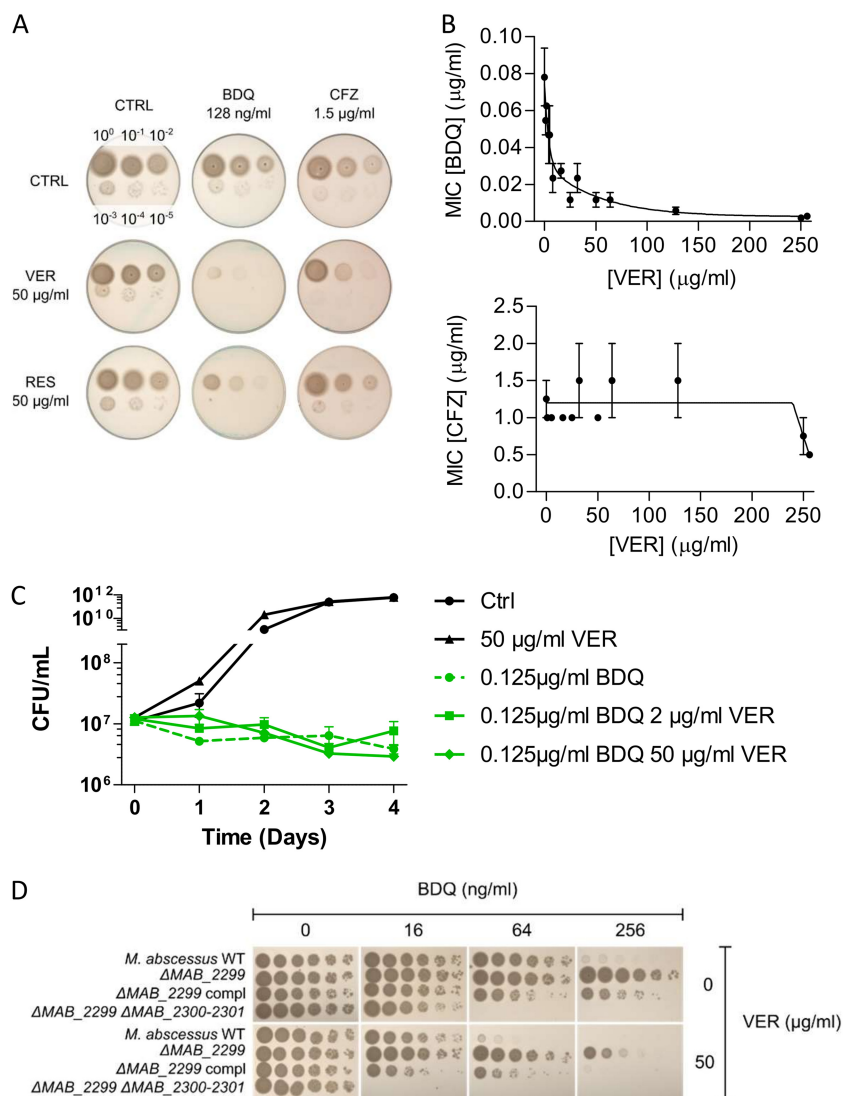 A
CTRL
BDQ
128 ng/ml
CFZ
1.5 µg/ml
10⁰ 10⁻¹ 10⁻²
CTRL
10⁻³ 10⁻⁴ 10⁻⁵
VER
50 µg/ml
RES
50 µg/ml
B
MIC [BDQ] (µg/ml)
0.10
0.08
0.06
0.04
0.02
0.00
0 50 100 150 200 250
[VER] (µg/ml)
MIC [CFZ] (µg/ml)
2.5
2.0
1.5
1.0
0.5
0.0
0 50 100 150 200 250
[VER] (µg/ml)
C
CFU/mL
10¹²
10¹⁰
10⁸
10⁷
10⁶
0 1 2 3 4
Time (Days)
Ctrl
50 µg/ml VER
0.125µg/ml BDQ
0.125µg/ml BDQ 2 µg/ml VER
0.125µg/ml BDQ 50 µg/ml VER
D
BDQ (ng/ml)
0 16 64 256
M. abscessus WT
ΔMAB_2299
ΔMAB_2299 compl
ΔMAB_2299 ΔMAB_2300-2301
0
M. abscessus WT
ΔMAB_2299
ΔMAB_2299 compl
ΔMAB_2299 ΔMAB_2300-2301
50
VER (µg/ml)